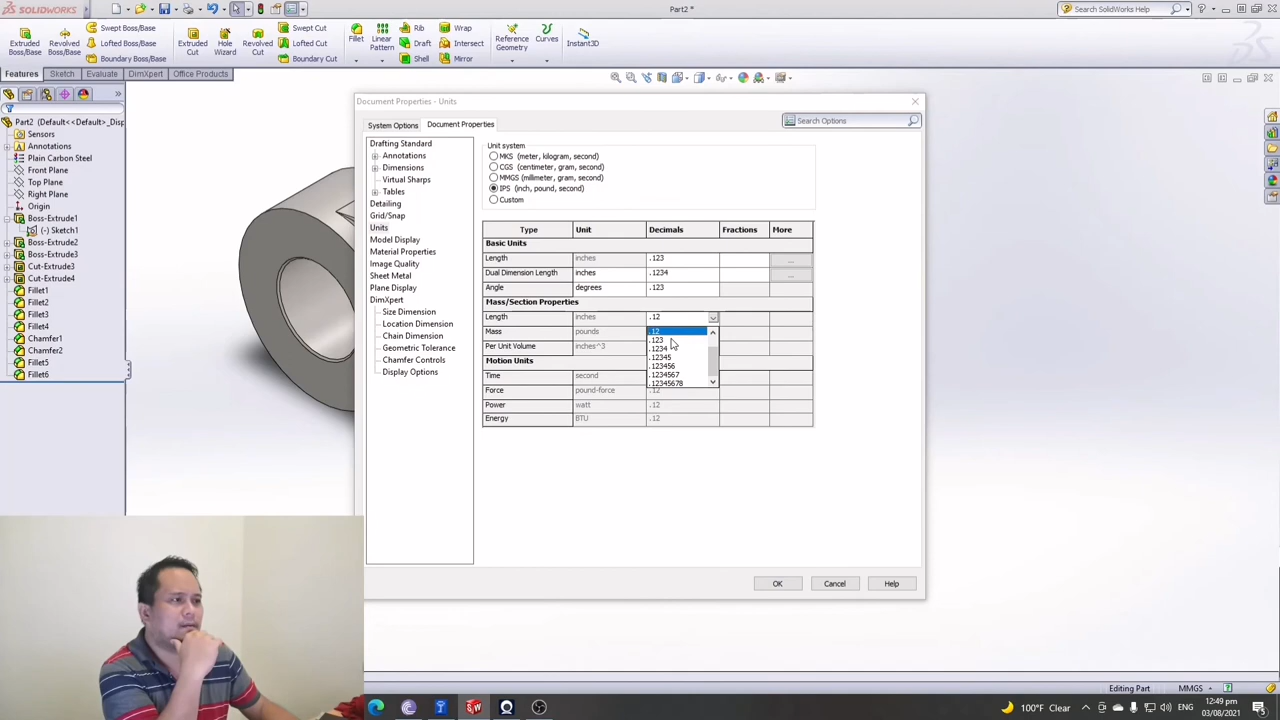 SOLIDWORKS
Part2 *
Search SolidWorks Help
Extruded Boss/Base
Revolved Boss/Base
Swept Boss/Base
Lofted Boss/Base
Boundary Boss/Base
Extruded Cut
Hole Wizard
Revolved Cut
Swept Cut
Lofted Cut
Boundary Cut
Fillet
Linear Pattern
Rib
Draft
Shell
Wrap
Intersect
Mirror
Reference Geometry
Curves
Instant3D
Features
Sketch
Evaluate
DimXpert
Office Products
Part2 (Default<<Default>_Disp
Sensors
Annotations
Plain Carbon Steel
Front Plane
Top Plane
Right Plane
Origin
Boss-Extrude1
(-) Sketch1
Boss-Extrude2
Boss-Extrude3
Cut-Extrude3
Cut-Extrude4
Fillet1
Fillet2
Fillet3
Fillet4
Chamfer1
Chamfer2
Fillet5
Fillet6
Document Properties - Units
System Options
Document Properties
Search Options
Drafting Standard
Annotations
Dimensions
Virtual Sharps
Tables
Detailing
Grid/Snap
Units
Model Display
Material Properties
Image Quality
Sheet Metal
Plane Display
DimXpert
Size Dimension
Location Dimension
Chain Dimension
Geometric Tolerance
Chamfer Controls
Display Options
Unit system
MKS (meter, kilogram, second)
CGS (centimeter, gram, second)
MMGS (millimeter, gram, second)
IPS (inch, pound, second)
Custom
Type Unit Decimals Fractions More
Basic Units
Length inches .123 ...
Dual Dimension Length inches .1234 ...
Angle degrees .123
Mass/Section Properties
Length inches .12
Mass pounds
Per Unit Volume inches^3
.12
.123
.1234
.12345
.123456
.1234567
.12345678
Motion Units
Time second
Force pound-force .12
Power watt .12
Energy BTU .12
OK
Cancel
Help
Editing Part
MMGS
100°F Clear
12:49 PM
03/08/2021